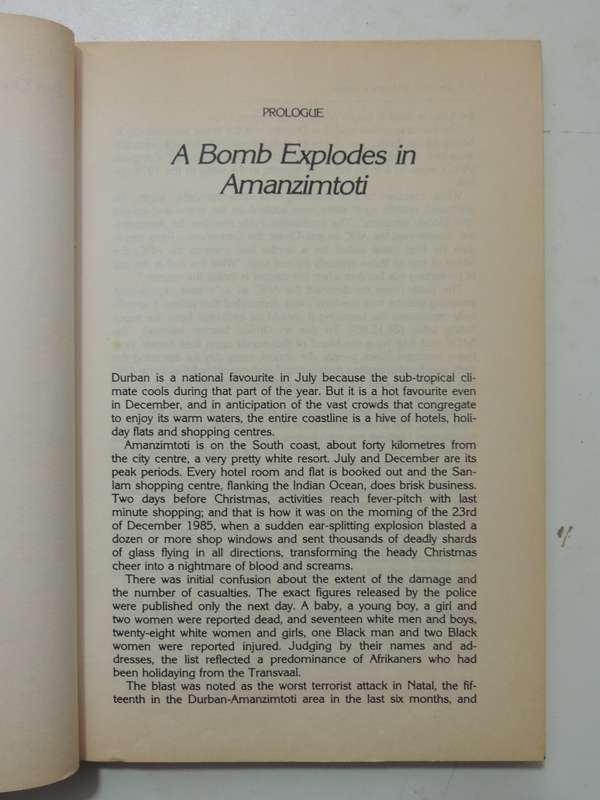 PROLOGUE
A Bomb Explodes in
Amanzimtoti
Durban is a national favourite in July because the sub-tropical cli-
mate cools during that part of the year. But it is a hot favourite even
in December, and in anticipation of the vast crowds that congregate
to enjoy its warm waters, the entire coastline is a hive of hotels, holi-
day flats and shopping centres.
Amanzimtoti is on the South coast, about forty kilometres from
the city centre, a very pretty white resort. July and December are its
peak periods. Every hotel room and flat is booked out and the San-
lam shopping centre, flanking the Indian Ocean, does brisk business.
Two days before Christmas, activities reach fever-pitch with last
minute shopping; and that is how it was on the morning of the 23rd
of December 1985, when a sudden ear-splitting explosion blasted a
dozen or more shop windows and sent thousands of deadly shards
of glass flying in all directions, transforming the heady Christmas
cheer into a nightmare of blood and screams.
There was initial confusion about the extent of the damage and
the number of casualties. The exact figures released by the police
were published only the next day. A baby, a young boy, a girl and
two women were reported dead, and seventeen white men and boys,
twenty-eight white women and girls, one Black man and two Black
women were reported injured. Judging by their names and ad-
dresses, the list reflected a predominance of Afrikaners who had
been holidaying from the Transvaal.
The blast was noted as the worst terrorist attack in Natal, the fif-
teenth in the Durban-Amanzimtoti area in the last six months, and